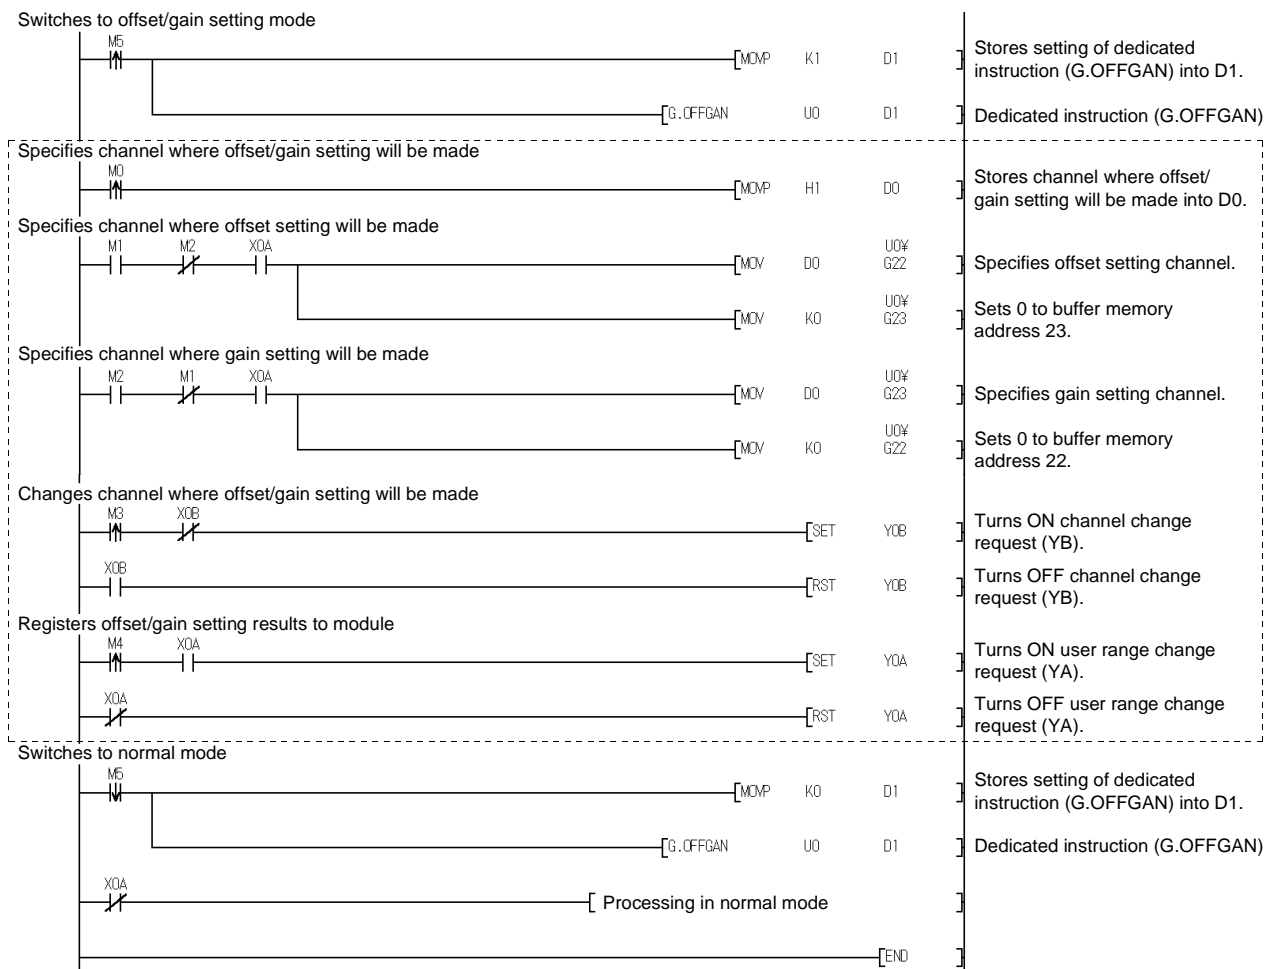 Switches to offset/gain setting mode
M5
MOVP K1 D1
Stores setting of dedicated
instruction (G.OFFGAN) into D1.
G.OFFGAN U0 D1
Dedicated instruction (G.OFFGAN)
Specifies channel where offset/gain setting will be made
M0
MOVP H1 D0
Stores channel where offset/
gain setting will be made into D0.
Specifies channel where offset setting will be made
M1 M2 X0A
U0¥
MOV D0 G22
Specifies offset setting channel.
U0¥
MOV K0 G23
Sets 0 to buffer memory
address 23.
Specifies channel where gain setting will be made
M2 M1 X0A
U0¥
MOV D0 G23
Specifies gain setting channel.
U0¥
MOV K0 G22
Sets 0 to buffer memory
address 22.
Changes channel where offset/gain setting will be made
M3 X0B
SET Y0B
Turns ON channel change
request (YB).
X0B
RST Y0B
Turns OFF channel change
request (YB).
Registers offset/gain setting results to module
M4 X0A
SET Y0A
Turns ON user range change
request (YA).
X0A
RST Y0A
Turns OFF user range change
request (YA).
Switches to normal mode
M5
MOVP K0 D1
Stores setting of dedicated
instruction (G.OFFGAN) into D1.
G.OFFGAN U0 D1
Dedicated instruction (G.OFFGAN)
X0A
Processing in normal mode
END